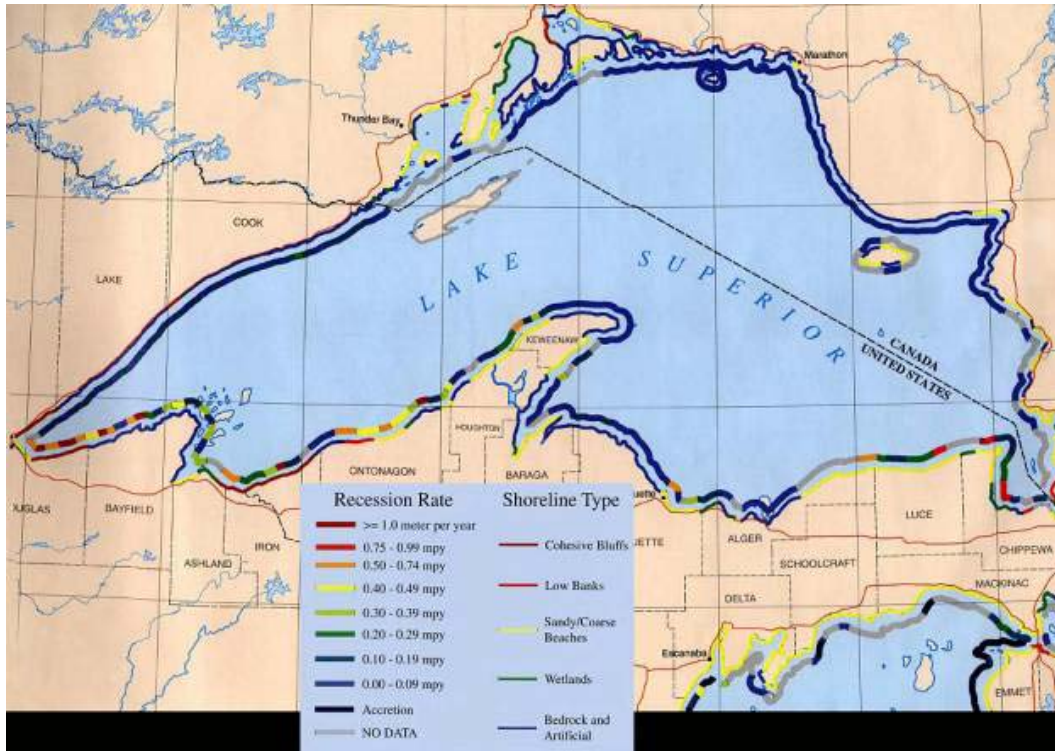 Marathon
Thunder Bay
COOK
LAKE
LAKE SUPERIOR
CANADA
UNITED STATES
KEWEENAW
HOUGHTON
ONTONAGON
BARAGA
UGLAS
BAYFIELD
ASHLAND
IRON
uette
UETTE
ALGER
SCHOOLCRAFT
LUCE
CHIPPEWA
MACKINAC
DELTA
Escanaba
EMMET
Recession Rate
>= 1.0 meter per year
0.75 - 0.99 mpy
0.50 - 0.74 mpy
0.40 - 0.49 mpy
0.30 - 0.39 mpy
0.20 - 0.29 mpy
0.10 - 0.19 mpy
0.00 - 0.09 mpy
Accretion
NO DATA
Shoreline Type
Cohesive Bluffs
Low Banks
Sandy/Coarse
Beaches
Wetlands
Bedrock and
Artificial